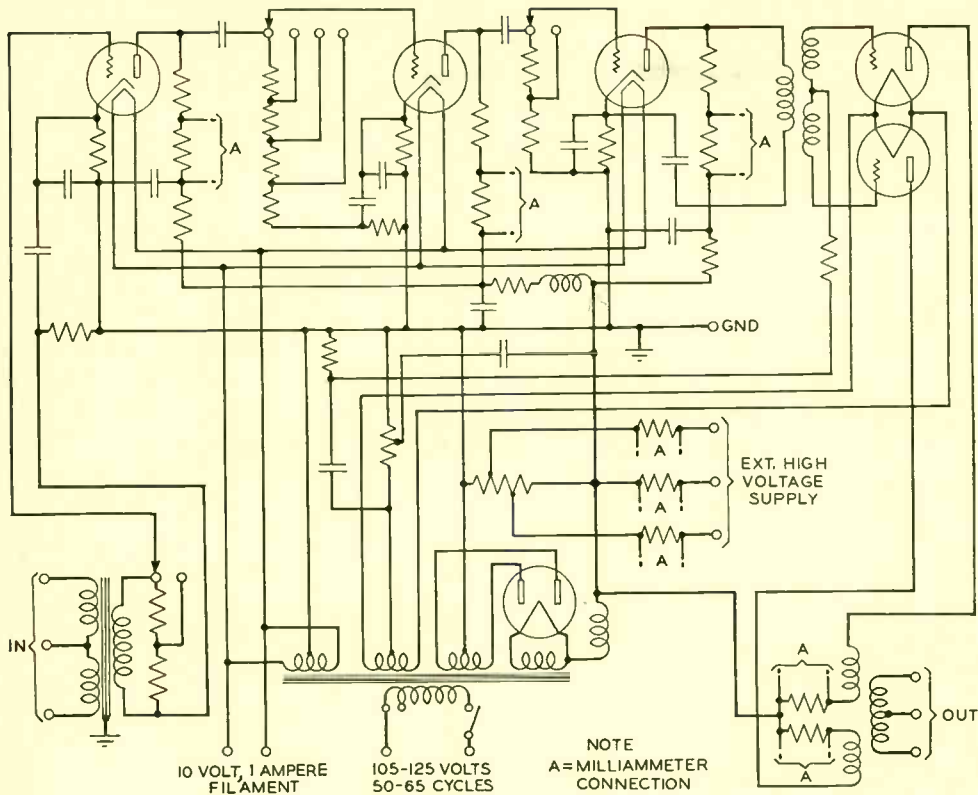 A
A
A
GND
A
EXT. HIGH
VOLTAGE
SUPPLY
A
A
IN
A
OUT
A
10 VOLT, 1 AMPERE
FILAMENT
105-125 VOLTS
50-65 CYCLES
NOTE
A=MILLIAMMETER
CONNECTION